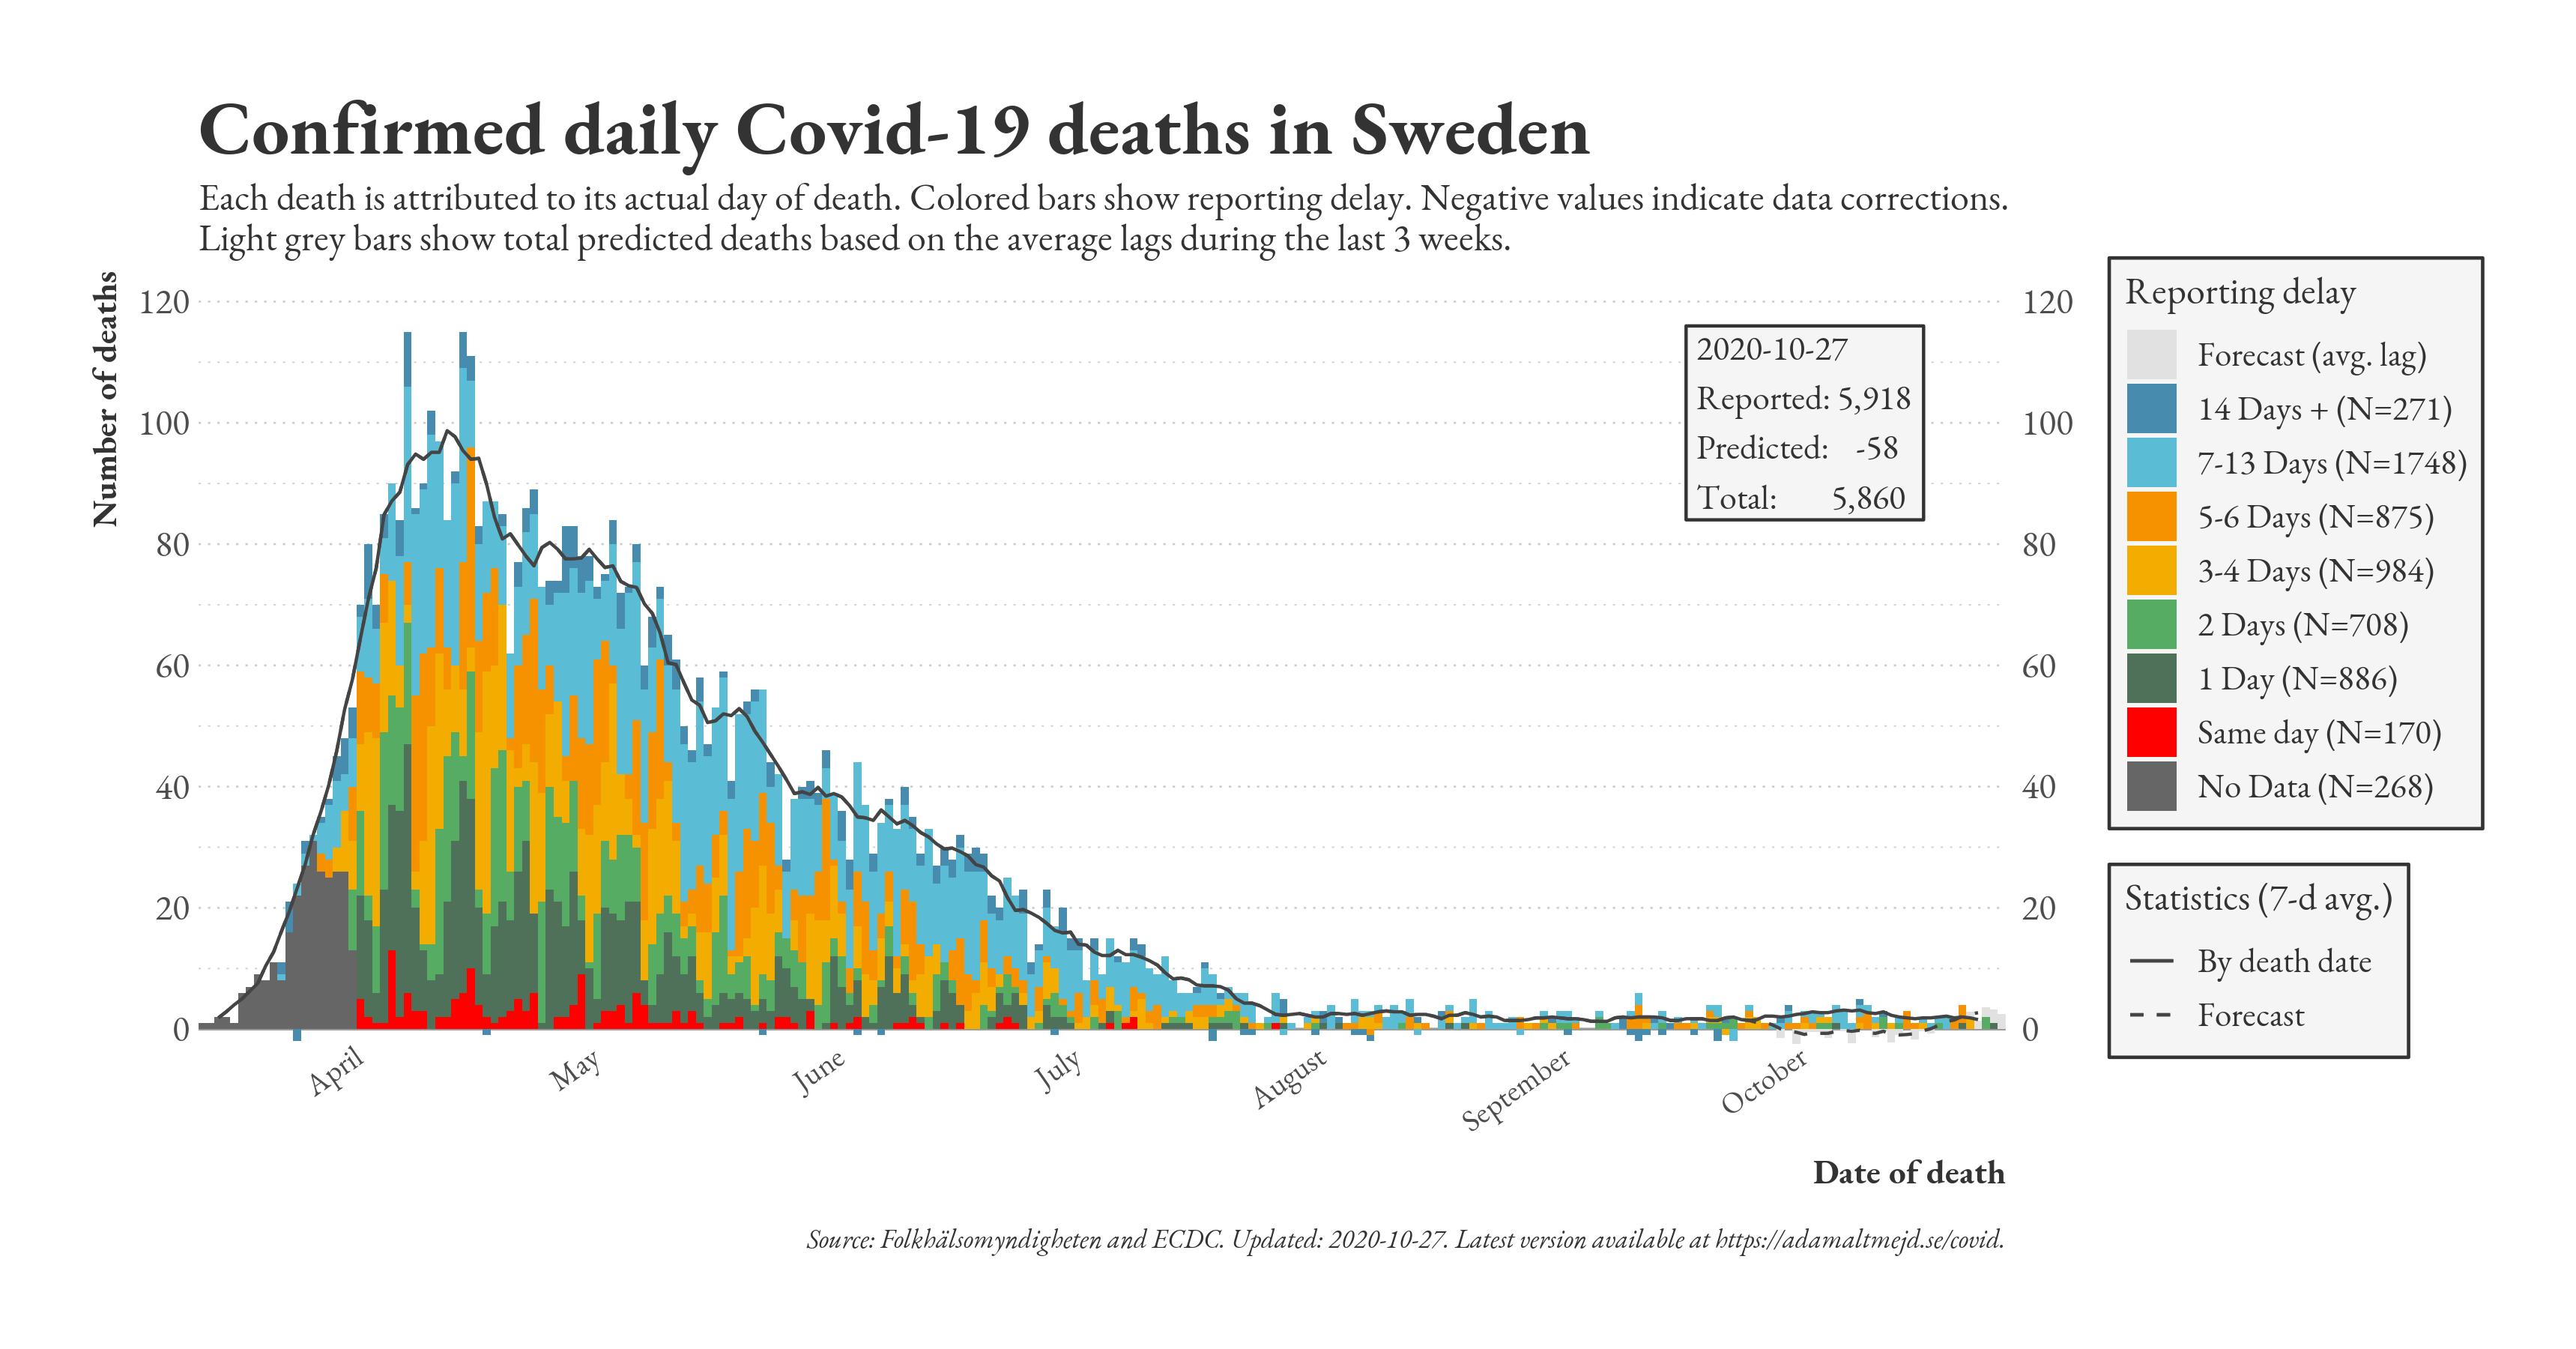 Confirmed daily Covid-19 deaths in Sweden
Each death is attributed to its actual day of death. Colored bars show reporting delay. Negative values indicate data corrections.
Light grey bars show total predicted deaths based on the average lags during the last 3 weeks.
Number of deaths
120
100
80
60
40
20
0
2020-10-27
Reported: 5,918
Predicted: -58
Total: 5,860
120
100
80
60
40
20
0
Reporting delay
Forecast (avg. lag)
14 Days + (N=271)
7-13 Days (N=1748)
5-6 Days (N=875)
3-4 Days (N=984)
2 Days (N=708)
1 Day (N=886)
Same day (N=170)
No Data (N=268)
Statistics (7-d avg.)
By death date
Forecast
April
May
June
July
August
September
October
Date of death
Source: Folkhälsomyndigheten and ECDC. Updated: 2020-10-27. Latest version available at https://adamaltmejd.se/covid.